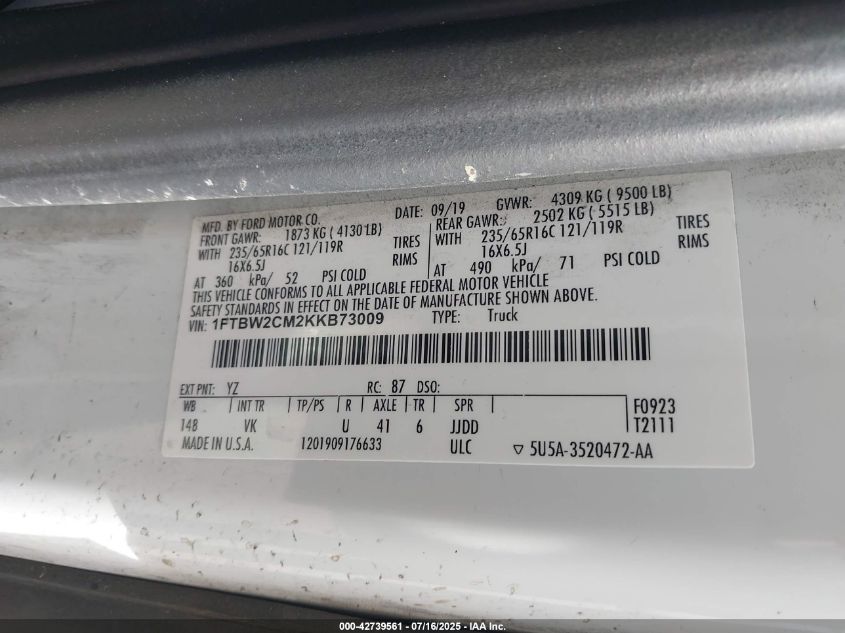 MFD. BY FORD MOTOR CO. DATE: 09/19 GVWR: 4309 KG ( 9500 LB)
FRONT GAWR: 1873 KG ( 4130 LB) REAR GAWR: 2502 KG ( 5515 LB)
WITH 235/65R16C 121/119R TIRES WITH 235/65R16C 121/119R TIRES
16X6.5J RIMS 16X6.5J RIMS
AT 360 kPa/ 52 PSI COLD AT 490 kPa/ 71 PSI COLD
THIS VEHICLE CONFORMS TO ALL APPLICABLE FEDERAL MOTOR VEHICLE
SAFETY STANDARDS IN EFFECT ON THE DATE OF MANUFACTURE SHOWN ABOVE.
VIN: 1FTBW2CM2KKB73009 TYPE: Truck
EXT PNT: YZ RC: 87 DSO:
WB INT TR TP/PS R AXLE TR SPR F0923
148 VK U 41 6 JJDD T2111
MADE IN U.S.A. 1201909176633 ULC ▽ 5U5A-3520472-AA
000-42739561 - 07/16/2025 - IAA Inc.